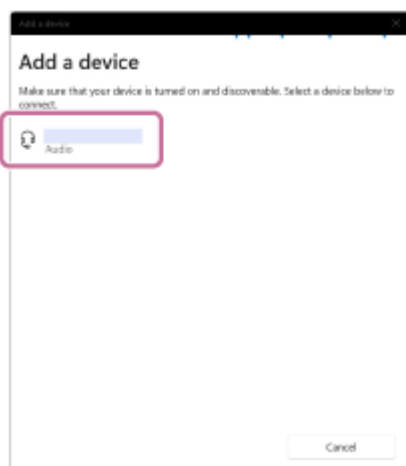 Add a device
Add a device
Make sure that your device is turned on and discoverable. Select a device below to
connect.
Audio
Cancel